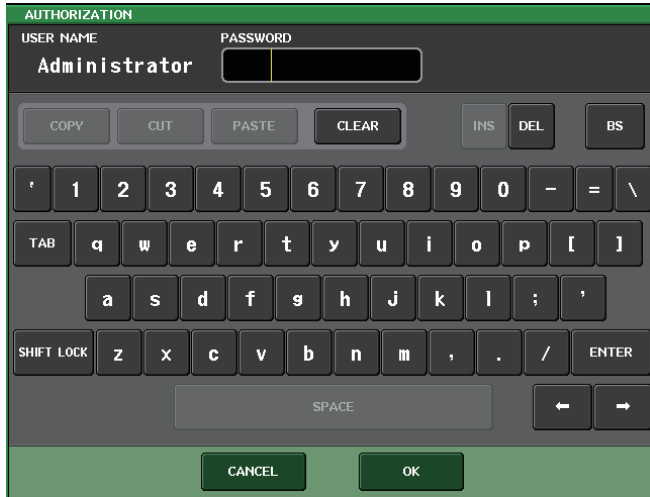 AUTHORIZATION
USER NAME PASSWORD
Administrator
COPY CUT PASTE CLEAR INS DEL BS
' 1 2 3 4 5 6 7 8 9 0 - = \
TAB q w e r t y u i o p [ ]
a s d f g h j k l ; '
SHIFT LOCK z x c v b n m , . / ENTER
SPACE ← →
CANCEL OK